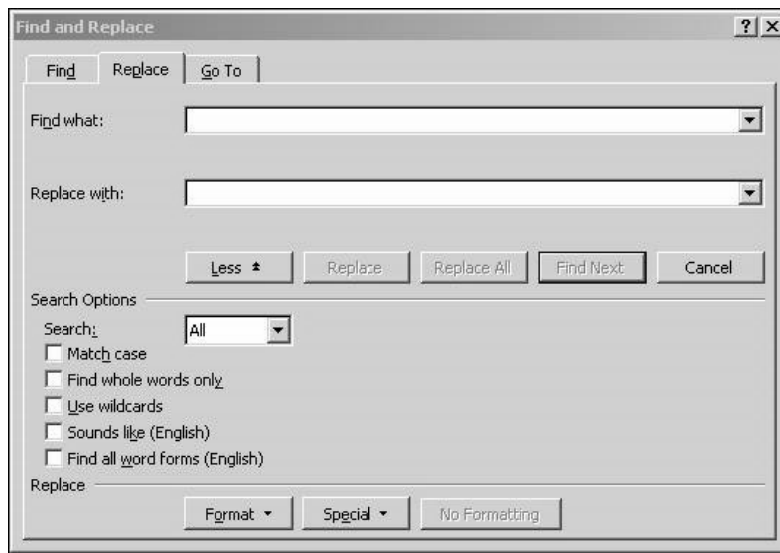 Find and Replace
Find Replace Go To
Find what:
Replace with:
Less Replace Replace All Find Next Cancel
Search Options
Search: All
Match case
Find whole words only
Use wildcards
Sounds like (English)
Find all word forms (English)
Replace
Format Special No Formatting